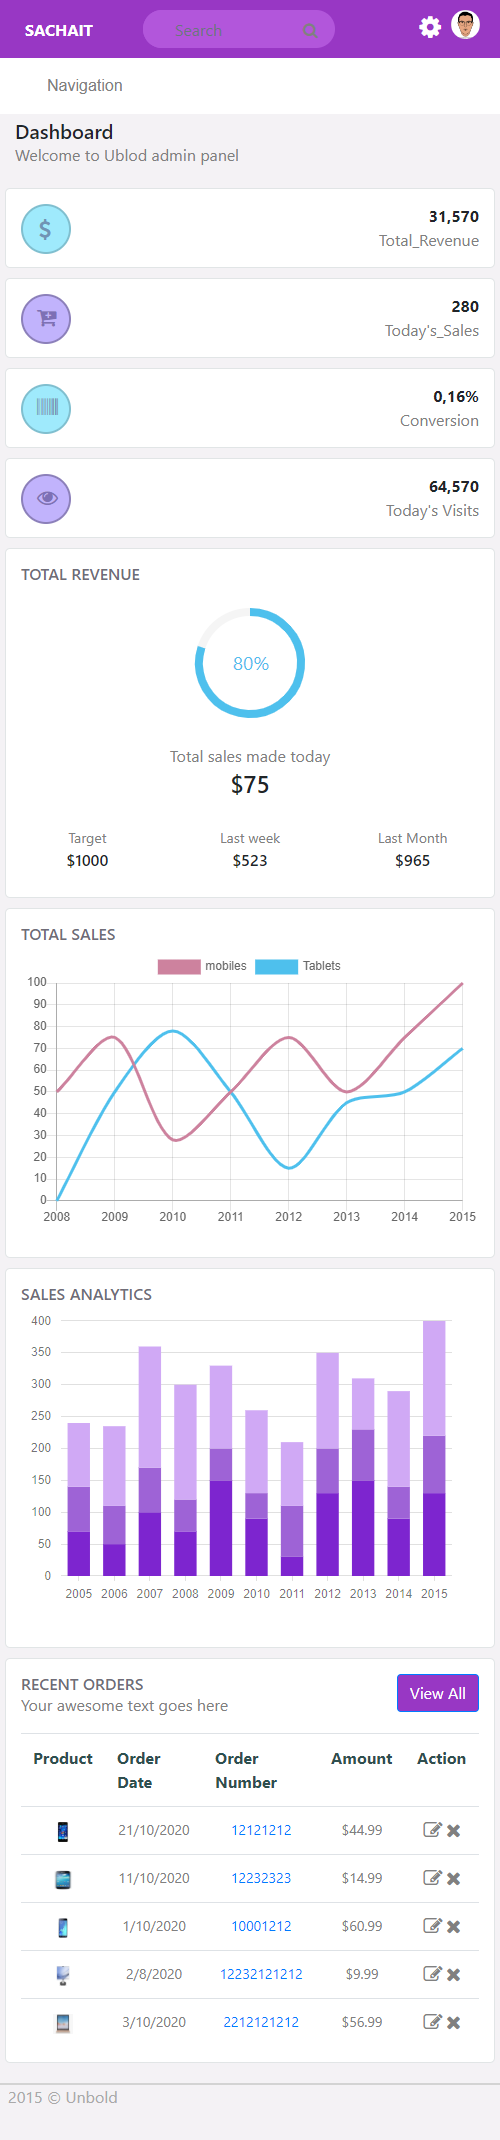 SACHAIT
Search
Navigation
Dashboard
Welcome to Ublod admin panel
31,570
Total_Revenue
280
Today's_Sales
0,16%
Conversion
64,570
Today's Visits
TOTAL REVENUE
80%
Total sales made today
$75
Target Last week Last Month
$1000 $523 $965
TOTAL SALES
mobiles Tablets
100
90
80
70
60
50
40
30
20
10
0
2008 2009 2010 2011 2012 2013 2014 2015
SALES ANALYTICS
400
350
300
250
200
150
100
50
0
2005 2006 2007 2008 2009 2010 2011 2012 2013 2014 2015
RECENT ORDERS
Your awesome text goes here
View All
Product Order Order Amount Action
Date Number
21/10/2020 12121212 $44.99
11/10/2020 12232323 $14.99
1/10/2020 10001212 $60.99
2/8/2020 12232121212 $9.99
3/10/2020 2212121212 $56.99
2015 © Unbold